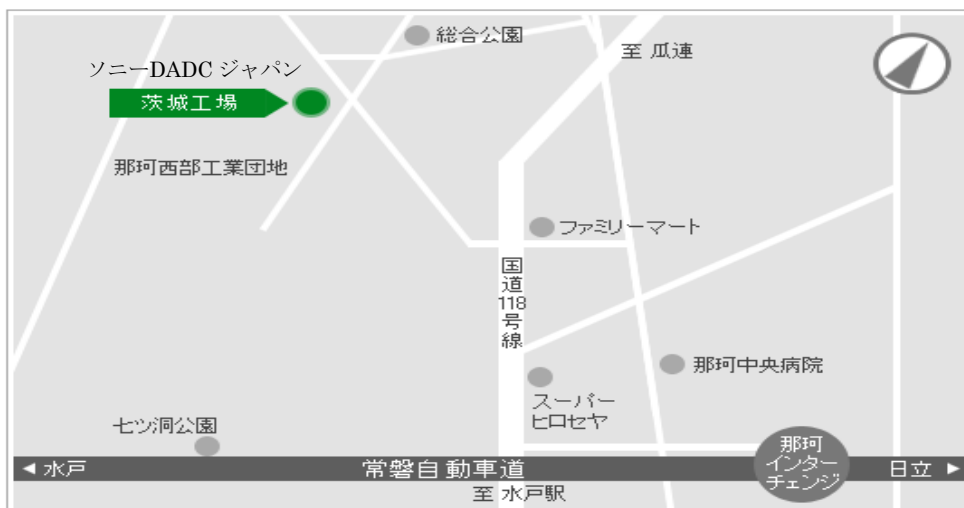 総合公園
至 瓜連
ソニーDADC ジャパン
茨城工場
那珂西部工業団地
ファミリーマート
国道118号線
那珂中央病院
スーパー
ヒロセヤ
七ツ洞公園
那珂
インター
チェンジ
◀ 水戸
常磐自動車道
日立 ▶
至 水戸駅